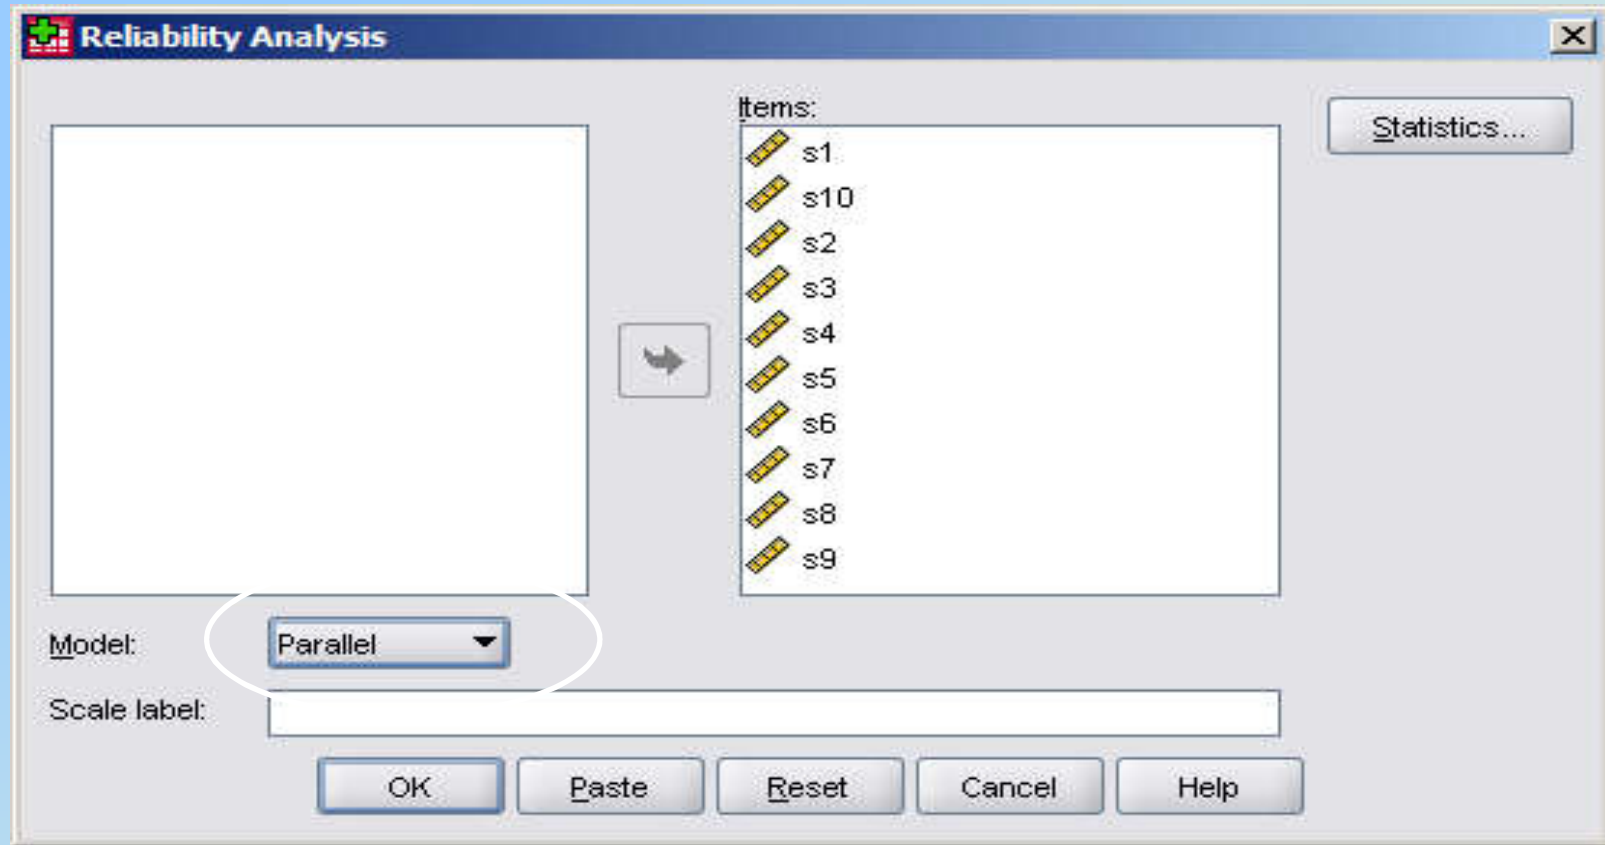 Reliability Analysis
Items:
Statistics...
s1
s10
s2
s3
s4
s5
s6
s7
s8
s9
Model:
Parallel
Scale label:
OK
Paste
Reset
Cancel
Help